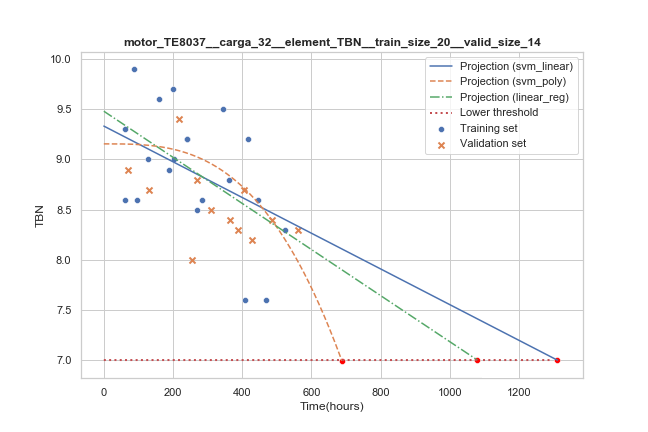 motor_TE8037__carga_32__element_TBN__train_size_20__valid_size_14
10.0
9.5
9.0
8.5
8.0
7.5
7.0
TBN
0
200
400
600
800
1000
1200
Time(hours)
Projection (svm_linear)
Projection (svm_poly)
Projection (linear_reg)
Lower threshold
Training set
Validation set